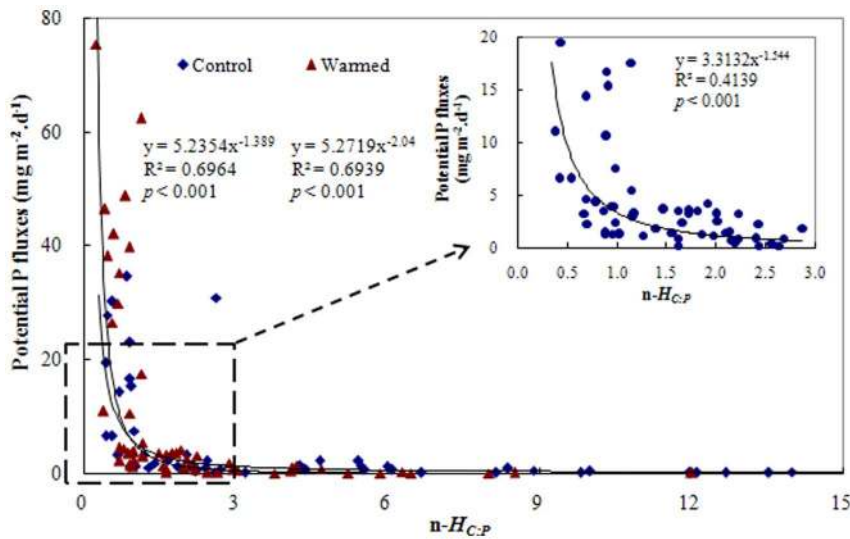 80
60
40
20
0
Potential P fluxes (mg m⁻².d⁻¹)
Control
Warmed
y = 5.2354x⁻¹·³⁸⁹
R² = 0.6964
p < 0.001
y = 5.2719x⁻²·⁰⁴
R² = 0.6939
p < 0.001
0
3
6
9
12
15
n-H_{C:P}
20
15
10
5
0
Potential P fluxes
(mg m⁻².d⁻¹)
y = 3.3132x⁻¹·⁵⁴⁴
R² = 0.4139
p < 0.001
0.0 0.5 1.0 1.5 2.0 2.5 3.0
n-H_{C:P}